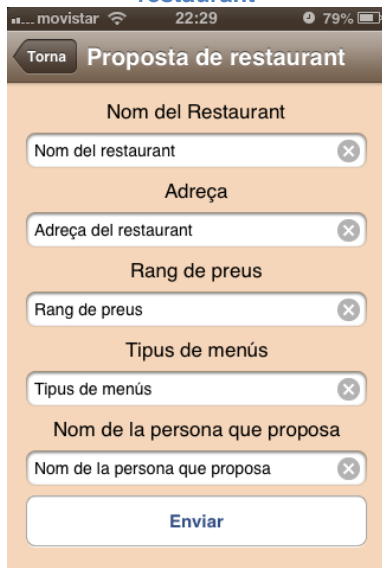 restaurant
movistar 22:29 79%
Torna Proposta de restaurant
Nom del Restaurant
Nom del restaurant
Adreça
Adreça del restaurant
Rang de preus
Rang de preus
Tipus de menús
Tipus de menús
Nom de la persona que proposa
Nom de la persona que proposa
Enviar